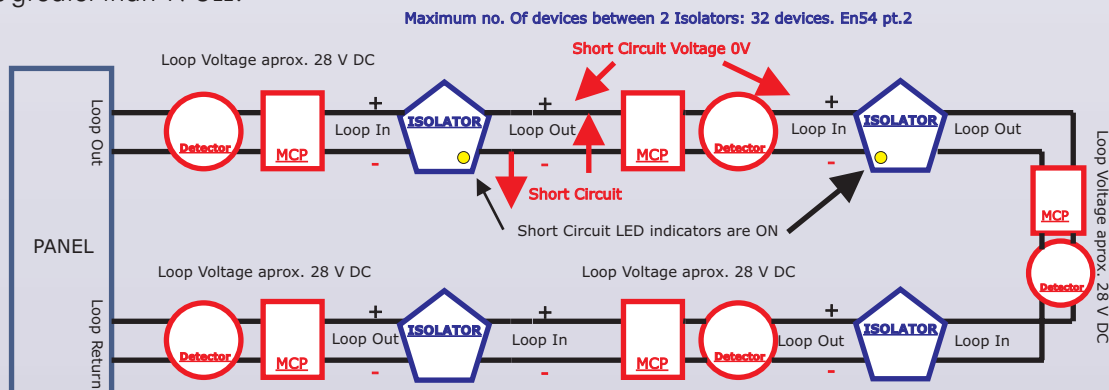 Maximum no. Of devices between 2 Isolators: 32 devices. En54 pt.2
Short Circuit Voltage 0V
Loop Voltage aprox. 28 V DC
Loop Out
Detector
MCP
+
Loop In
-
ISOLATOR
+
Loop Out
-
MCP
Detector
+
Loop In
-
ISOLATOR
Loop Out
Short Circuit
Short Circuit LED indicators are ON
MCP
Detector
Loop Voltage aprox. 28 V DC
PANEL
Loop Voltage aprox. 28 V DC
Loop Voltage aprox. 28 V DC
Loop Return
Detector
MCP
+
Loop Out
-
ISOLATOR
+
Loop In
-
MCP
Detector
+
Loop Out
-
ISOLATOR
Loop In